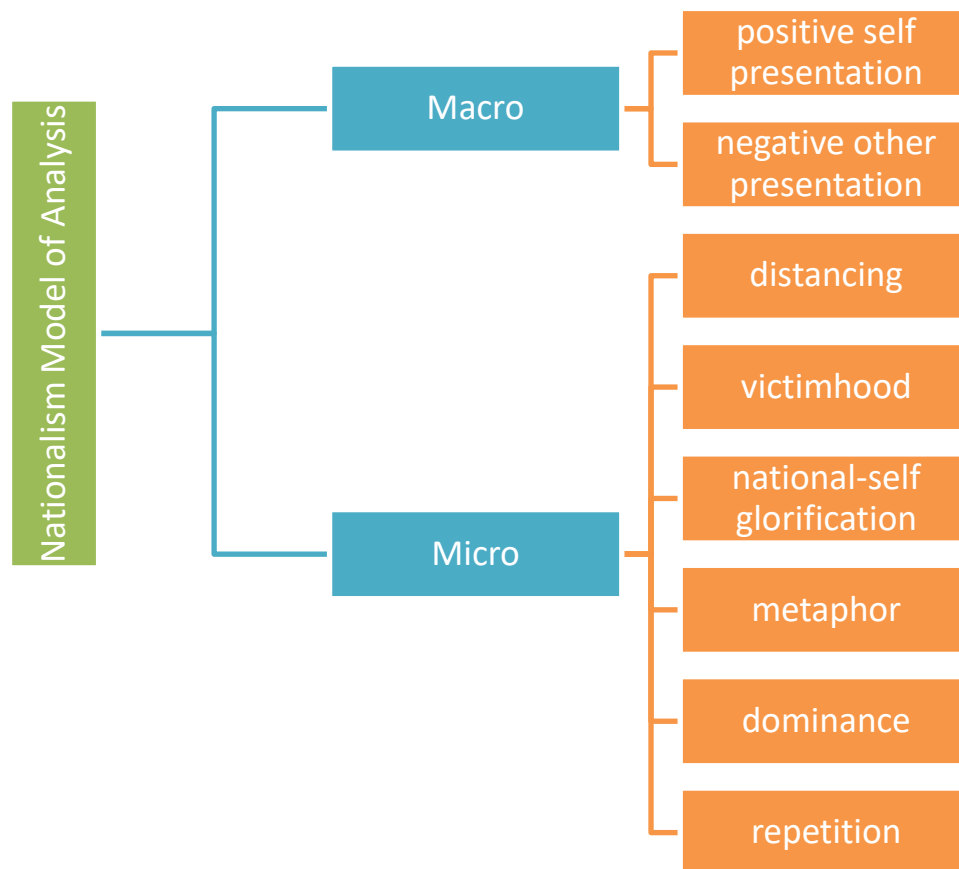 Nationalism Model of Analysis
Macro
positive self
presentation
negative other
presentation
Micro
distancing
victimhood
national-self
glorification
metaphor
dominance
repetition